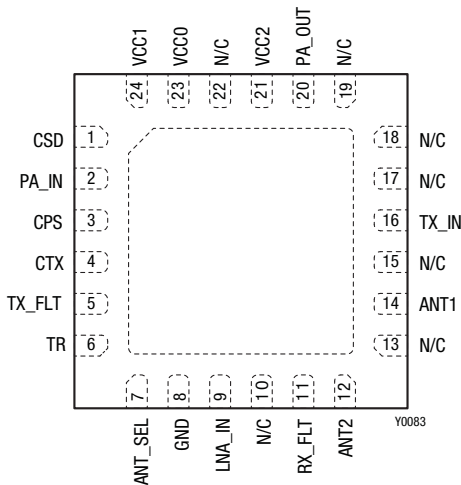 VCC1 VCC0 N/C VCC2 PA_OUT N/C
24 23 22 21 20 19
CSD 1 18 N/C
PA_IN 2 17 N/C
CPS 3 16 TX_IN
CTX 4 15 N/C
TX_FLT 5 14 ANT1
TR 6 13 N/C
7 8 9 10 11 12
ANT_SEL GND LNA_IN N/C RX_FLT ANT2
Y0083